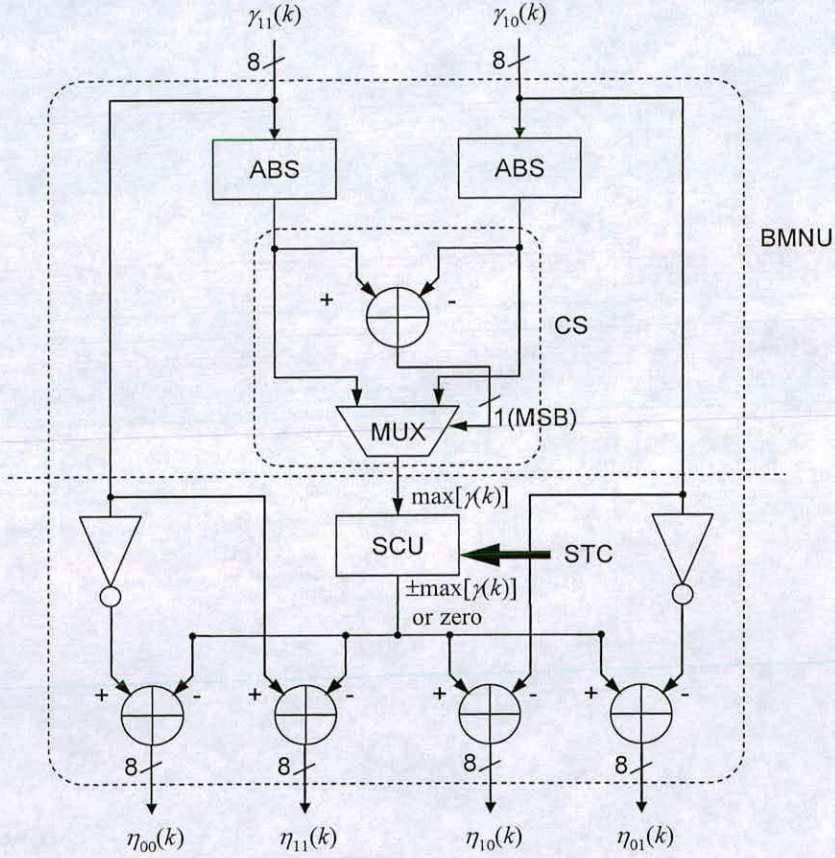 γ₁₁(k) γ₁₀(k)
8 8
ABS ABS
BMNU
+ -
CS
MUX 1(MSB)
max[γ(k)]
SCU STC
±max[γ(k)]
or zero
+ - + - + - + -
8 8 8 8
η₀₀(k) η₁₁(k) η₁₀(k) η₀₁(k)